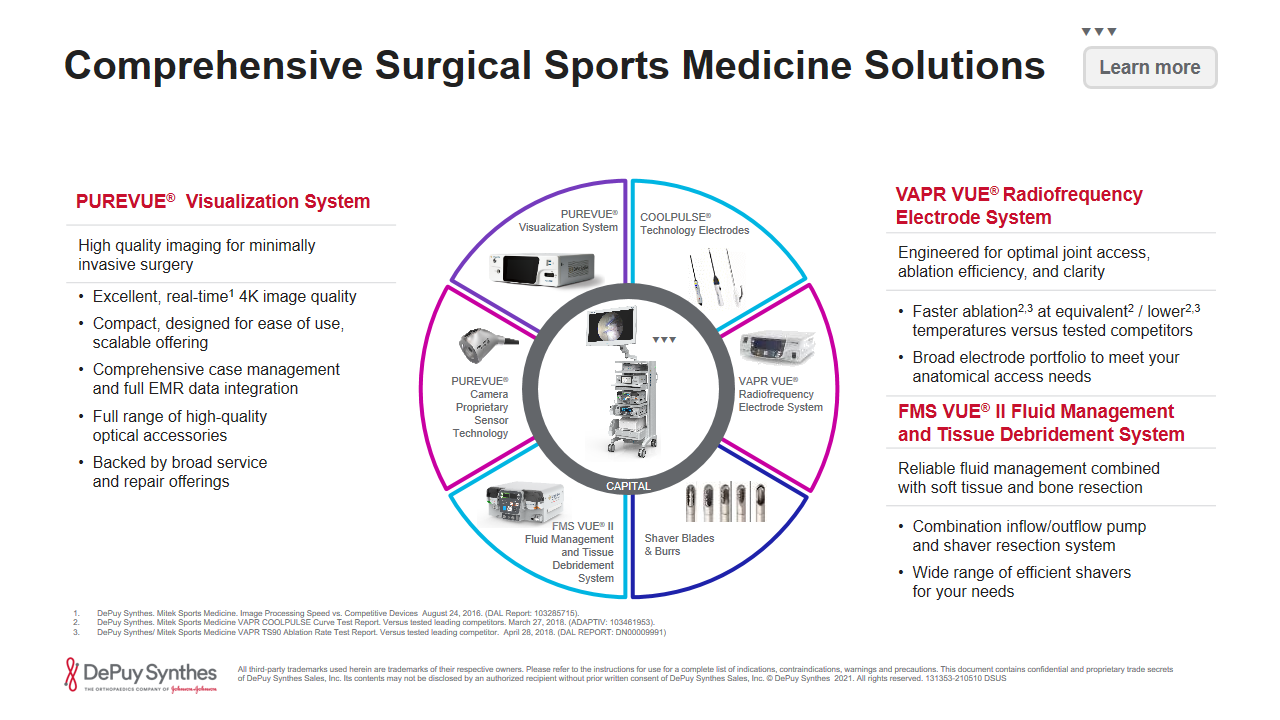 Comprehensive Surgical Sports Medicine Solutions
▼▼▼
Learn more
PUREVUE® Visualization System
High quality imaging for minimally
invasive surgery
• Excellent, real-time¹ 4K image quality
• Compact, designed for ease of use,
scalable offering
• Comprehensive case management
and full EMR data integration
• Full range of high-quality
optical accessories
• Backed by broad service
and repair offerings
PUREVUE®
Visualization System
COOLPULSE®
Technology Electrodes
PUREVUE®
Camera
Proprietary
Sensor
Technology
▼▼▼
VAPR VUE®
Radiofrequency
Electrode System
CAPITAL
FMS VUE® II
Fluid Management
and Tissue
Debridement
System
Shaver Blades
& Burrs
VAPR VUE® Radiofrequency
Electrode System
Engineered for optimal joint access,
ablation efficiency, and clarity
• Faster ablation²,³ at equivalent² / lower²,³
temperatures versus tested competitors
• Broad electrode portfolio to meet your
anatomical access needs
FMS VUE® II Fluid Management
and Tissue Debridement System
Reliable fluid management combined
with soft tissue and bone resection
• Combination inflow/outflow pump
and shaver resection system
• Wide range of efficient shavers
for your needs
1. DePuy Synthes. Mitek Sports Medicine. Image Processing Speed vs. Competitive Devices August 24, 2016. (DAL Report: 103285715).
2. DePuy Synthes. Mitek Sports Medicine VAPR COOLPULSE Curve Test Report. Versus tested leading competitors. March 27, 2018. (ADAPTIV: 103461953).
3. DePuy Synthes/ Mitek Sports Medicine VAPR TS90 Ablation Rate Test Report. Versus tested leading competitor. April 28, 2018. (DAL REPORT: DN00009991)
DePuy Synthes
THE ORTHOPAEDICS COMPANY OF Johnson&Johnson
All third-party trademarks used herein are trademarks of their respective owners. Please refer to the instructions for use for a complete list of indications, contraindications, warnings and precautions. This document contains confidential and proprietary trade secrets
of DePuy Synthes Sales, Inc. Its contents may not be disclosed by an authorized recipient without prior written consent of DePuy Synthes Sales, Inc. © DePuy Synthes 2021. All rights reserved. 131353-210510 DSUS